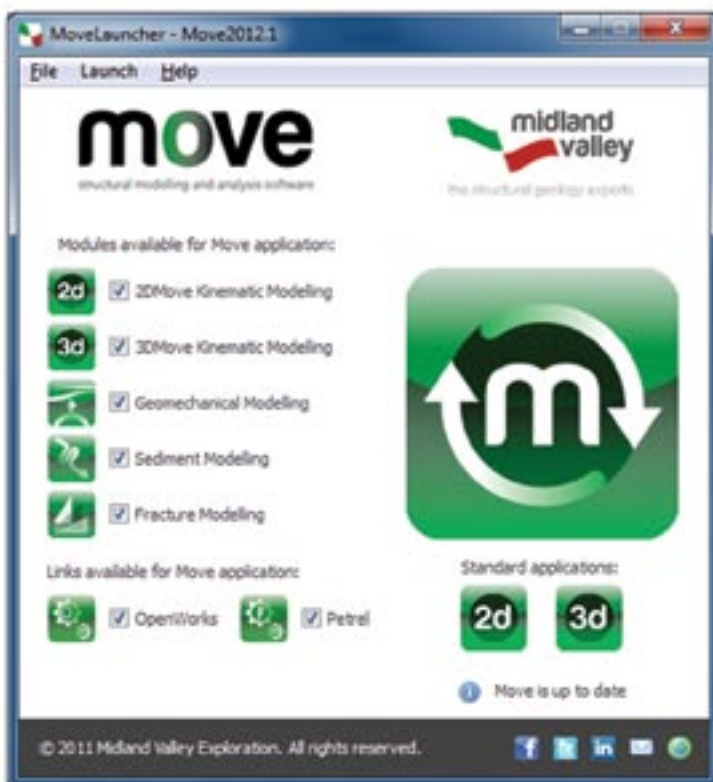 MoveLauncher - Move2012.1
File Launch Help
move
structural modelling and analysis software
midland
valley
the structural geology experts
Modules available for Move application:
2d 2DMove Kinematic Modelling
3d 3DMove Kinematic Modelling
Geomechanical Modelling
Sediment Modelling
Fracture Modelling
m
Links available for Move application:
OpenWorks Petrel
Standard applications:
2d 3d
Move is up to date
© 2011 Midland Valley Exploration. All rights reserved.